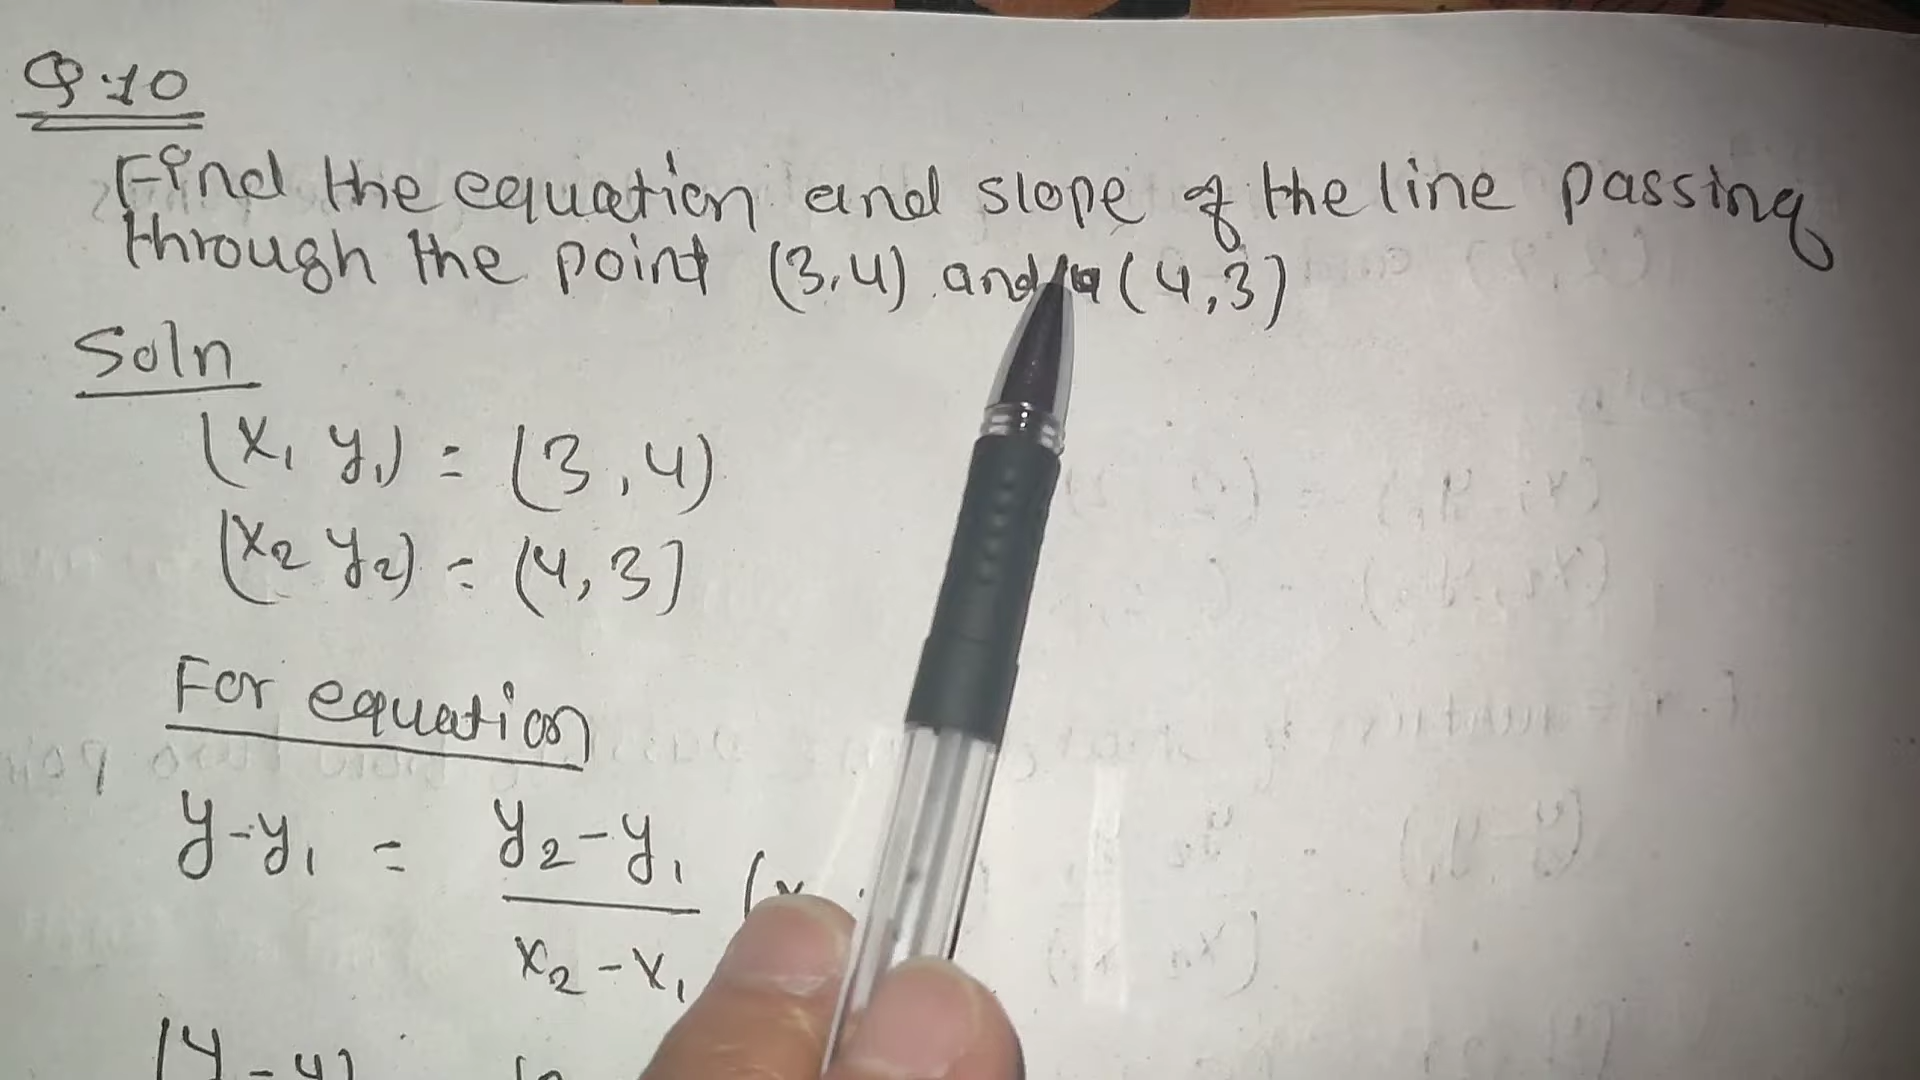 Q.10
Find the equation and slope of the line passing
through the point (3,4) and (4,3)
Soln
(x₁ y₁) = (3,4)
(x₂ y₂) = (4,3)
For equation
y-y₁ = y₂-y₁ / x₂-x₁ (x
(y-4)